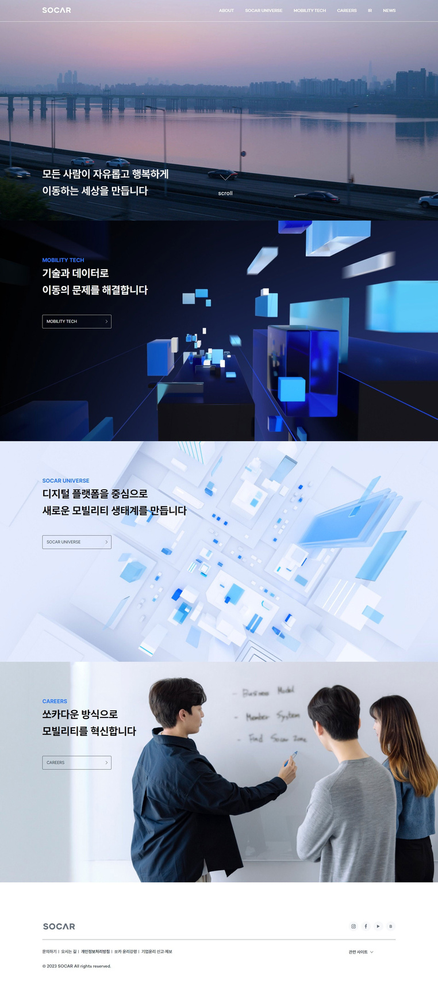 SOCAR
ABOUT SOCAR UNIVERSE MOBILITY TECH CAREERS IR NEWS
모든 사람이 자유롭고 행복하게
이동하는 세상을 만듭니다
scroll
MOBILITY TECH
기술과 데이터로
이동의 문제를 해결합니다
MOBILITY TECH
SOCAR UNIVERSE
디지털 플랫폼을 중심으로
새로운 모빌리티 생태계를 만듭니다
SOCAR UNIVERSE
CAREERS
쏘카다운 방식으로
모빌리티를 혁신합니다
CAREERS
- Business Model
- Member System
- Find Socar Zone
SOCAR
문의하기 | 오시는 길 | 개인정보처리방침 | 쏘카 윤리강령 | 기업윤리 신고·제보
관련 사이트
© 2023 SOCAR All rights reserved.